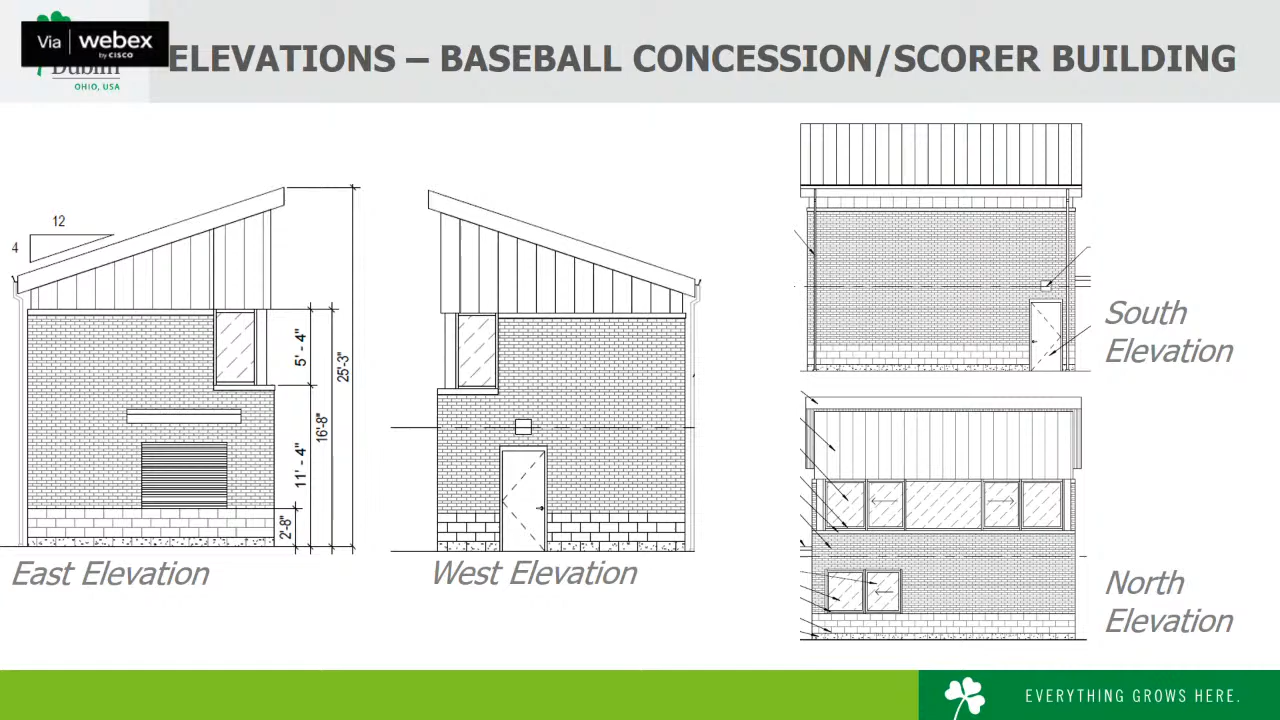 Via webex
by CISCO
Dublin
OHIO, USA
ELEVATIONS – BASEBALL CONCESSION/SCORER BUILDING
12
4
5' - 4"
25'-3"
16'-8"
11' - 4"
2'-8"
East Elevation
West Elevation
South
Elevation
North
Elevation
EVERYTHING GROWS HERE.